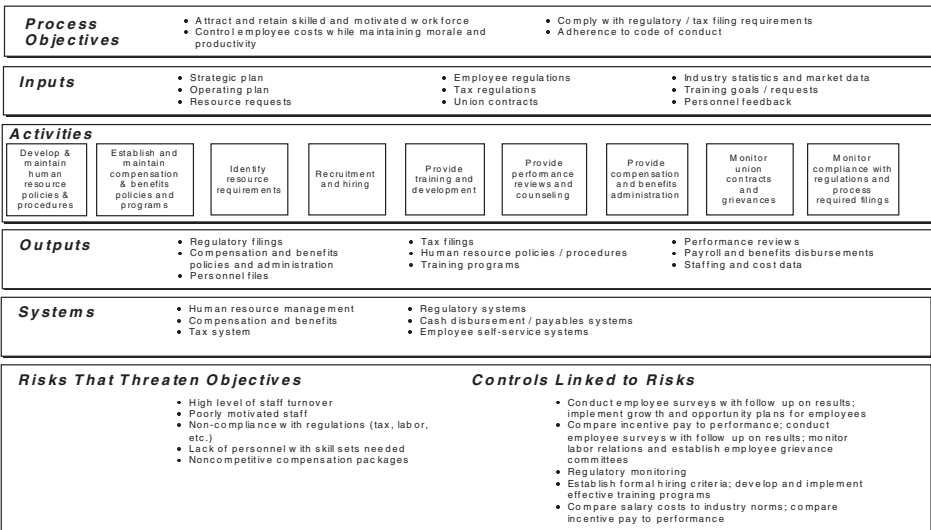 Process
Objectives
• Attract and retain skilled and motivated work force
• Control employee costs while maintaining morale and
productivity
• Comply with regulatory / tax filing requirements
• Adherence to code of conduct
Inputs
• Strategic plan
• Operating plan
• Resource requests
• Employee regulations
• Tax regulations
• Union contracts
• Industry statistics and market data
• Training goals / requests
• Personnel feedback
Activities
Develop &
maintain
human
resource
policies &
procedures
Establish and
maintain
compensation
& benefits
policies and
programs
Identify
resource
requirements
Recruitment
and hiring
Provide
training and
development
Provide
performance
reviews and
counseling
Provide
compensation
and benefits
administration
Monitor
union
contracts
and
grievances
Monitor
compliance with
regulations and
process
required filings
Outputs
• Regulatory filings
• Compensation and benefits
policies and administration
• Personnel files
• Tax filings
• Human resource policies / procedures
• Training programs
• Performance reviews
• Payroll and benefits disbursements
• Staffing and cost data
Systems
• Human resource management
• Compensation and benefits
• Tax system
• Regulatory systems
• Cash disbursement / payables systems
• Employee self-service systems
Risks That Threaten Objectives
• High level of staff turnover
• Poorly motivated staff
• Non-compliance with regulations (tax, labor,
etc.)
• Lack of personnel with skill sets needed
• Noncompetitive compensation packages
Controls Linked to Risks
• Conduct employee surveys with follow up on results;
implement growth and opportunity plans for employees
• Compare incentive pay to performance; conduct
employee surveys with follow up on results; monitor
labor relations and establish employee grievance
committees
• Regulatory monitoring
• Establish formal hiring criteria; develop and implement
effective training programs
• Compare salary costs to industry norms; compare
incentive pay to performance